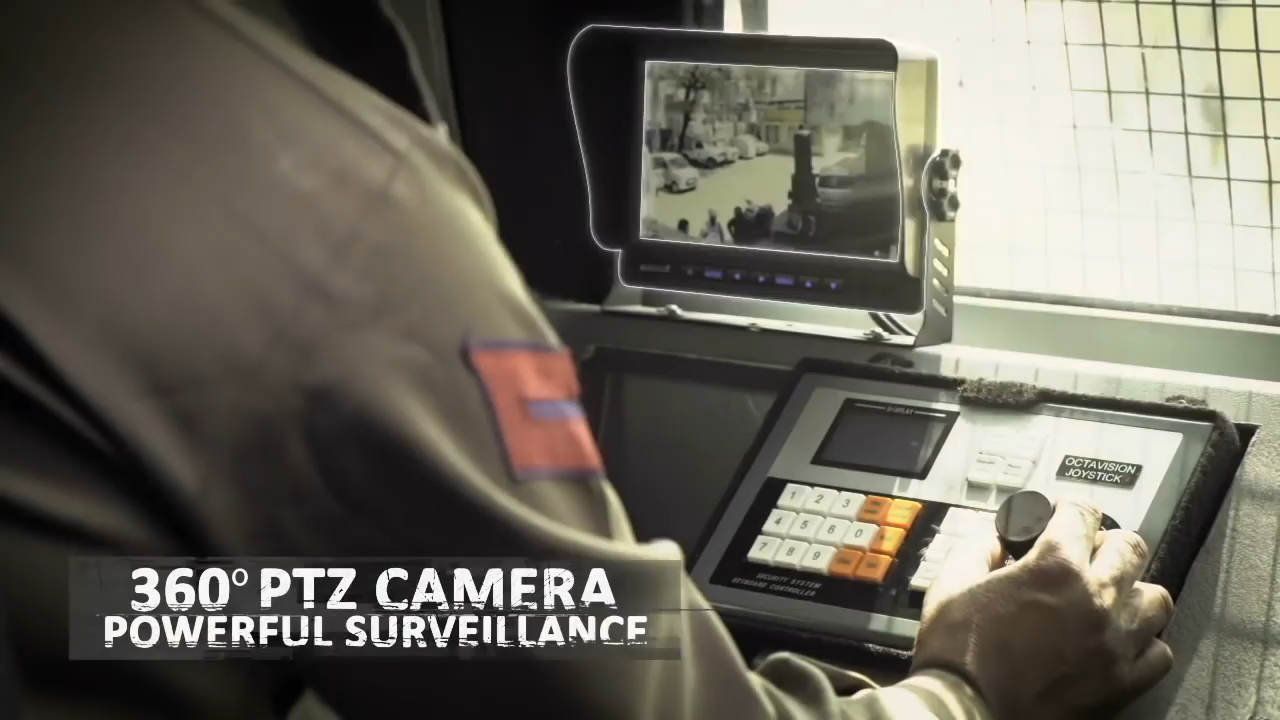 DISPLAY
OCTAVISION
JOYSTICK
1 2 3
4 5 6 0
7 8 9
SECURITY SYSTEM
KEYBOARD CONTROLLER
360° PTZ CAMERA
POWERFUL SURVEILLANCE